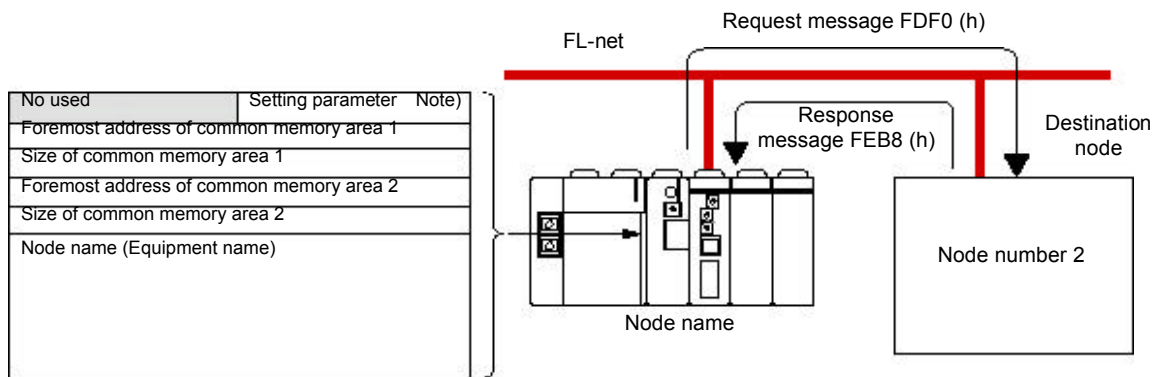 Request message FDF0 (h)
FL-net
No used
Setting parameter Note)
Foremost address of common memory area 1
Size of common memory area 1
Foremost address of common memory area 2
Size of common memory area 2
Node name (Equipment name)
Response
message FEB8 (h)
Destination
node
Node number 2
Node name